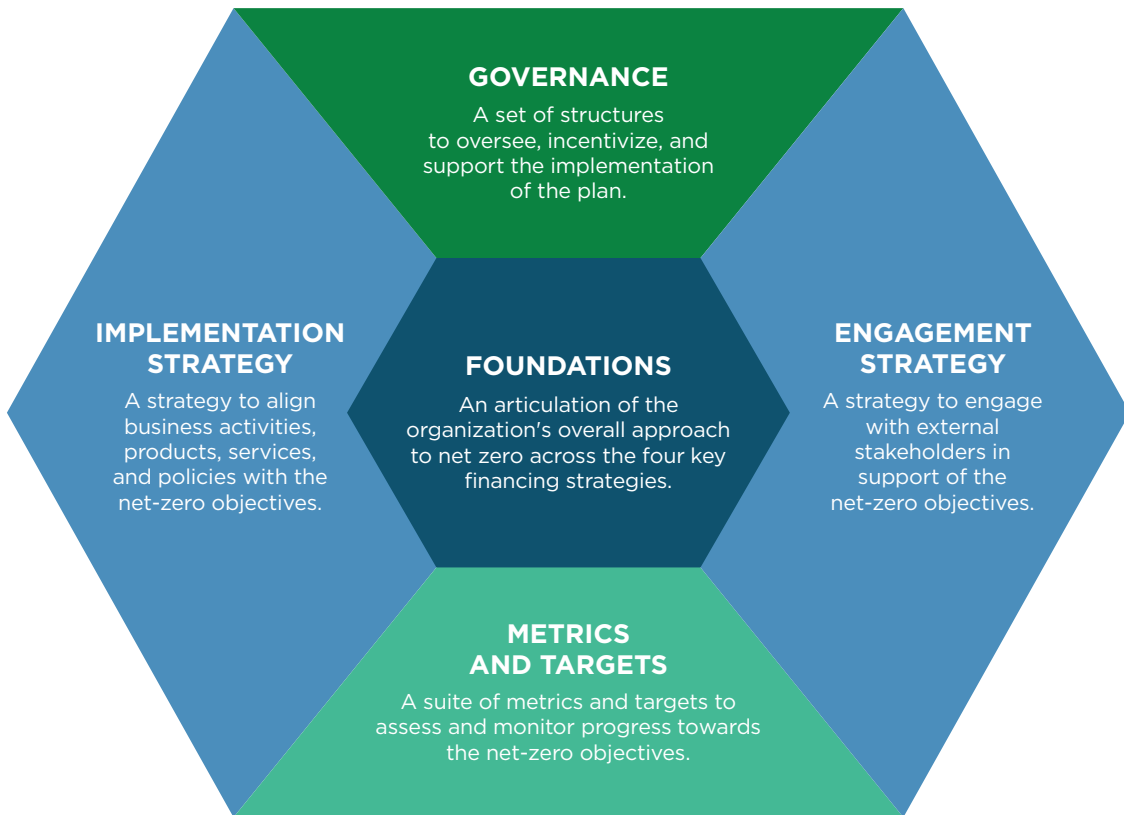 GOVERNANCE
A set of structures
to oversee, incentivize, and
support the implementation
of the plan.
IMPLEMENTATION
STRATEGY
A strategy to align
business activities,
products, services,
and policies with the
net-zero objectives.
FOUNDATIONS
An articulation of the
organization's overall approach
to net zero across the four key
financing strategies.
ENGAGEMENT
STRATEGY
A strategy to engage
with external
stakeholders in
support of the
net-zero objectives.
METRICS
AND TARGETS
A suite of metrics and targets to
assess and monitor progress towards
the net-zero objectives.